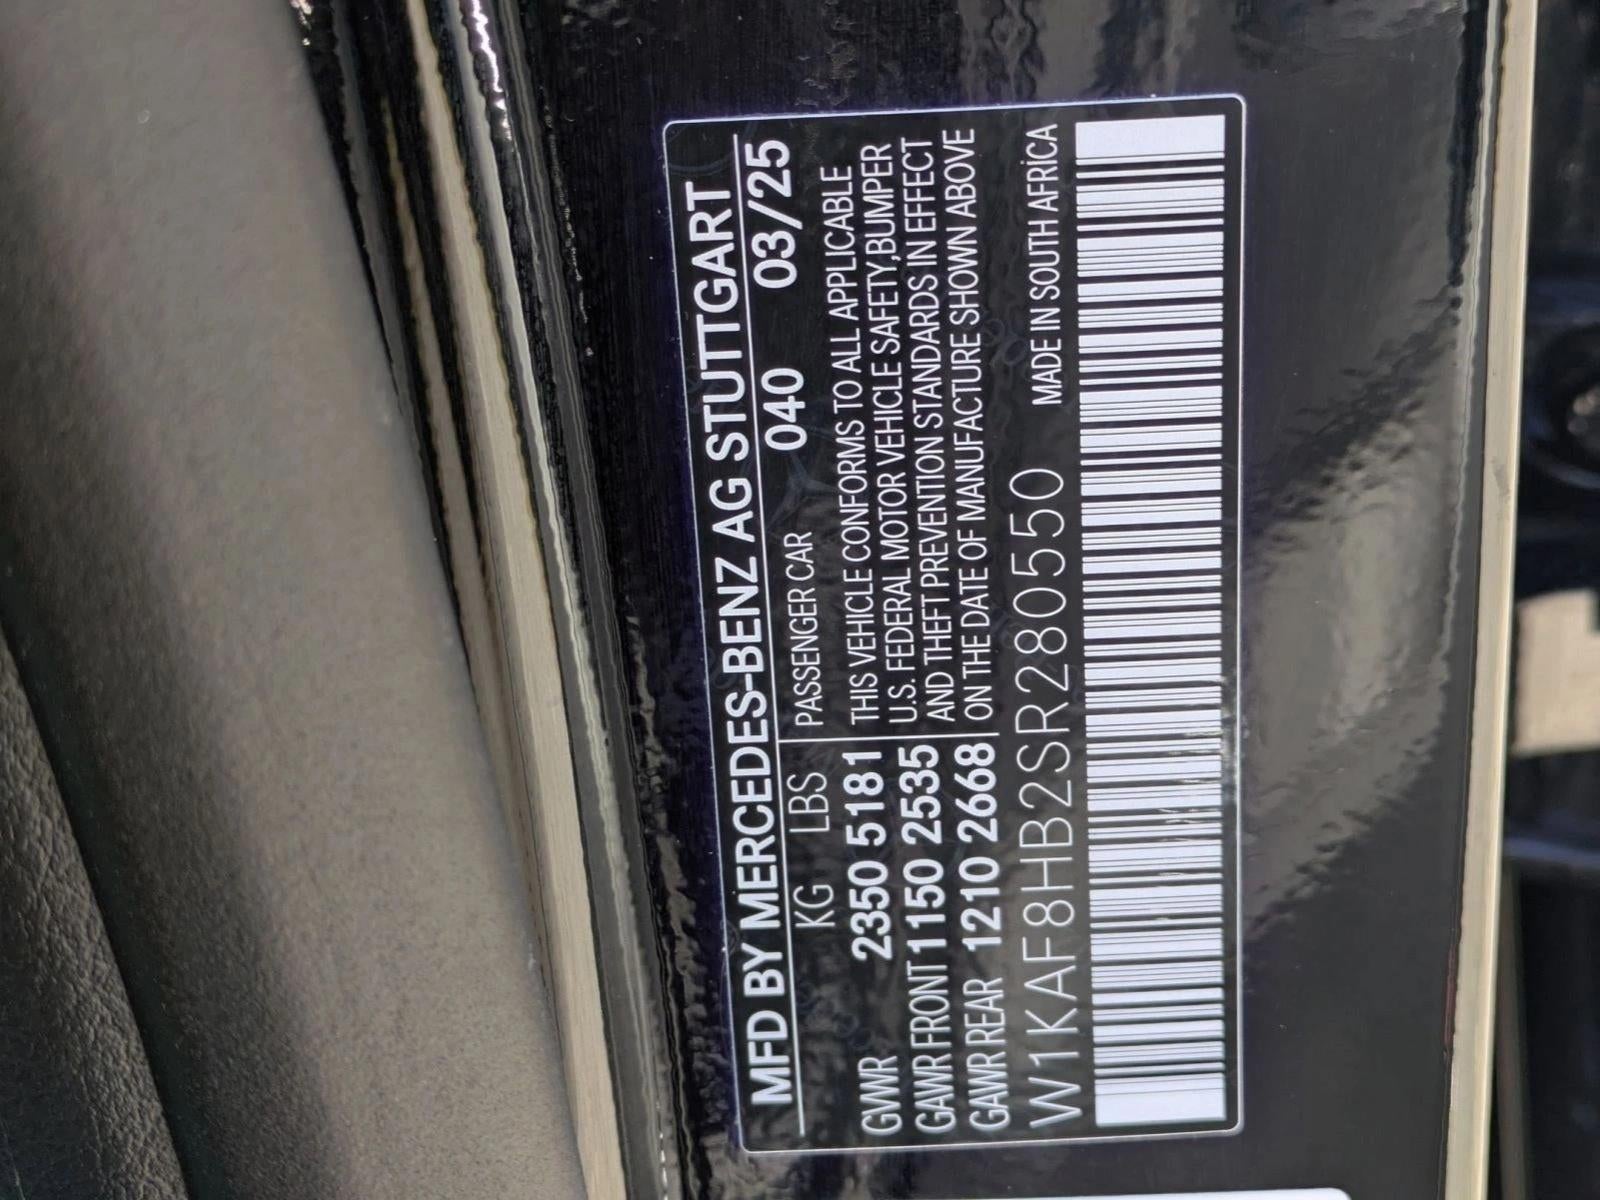 MFD BY MERCEDES-BENZ AG STUTTGART
KG LBS PASSENGER CAR 040 03/25
GVWR 2350 5181 THIS VEHICLE CONFORMS TO ALL APPLICABLE
GAWR FRONT 1150 2535 U.S. FEDERAL MOTOR VEHICLE SAFETY,BUMPER
GAWR REAR 1210 2668 AND THEFT PREVENTION STANDARDS IN EFFECT
ON THE DATE OF MANUFACTURE SHOWN ABOVE
W1KAF8HB2SR280550 MADE IN SOUTH AFRICA